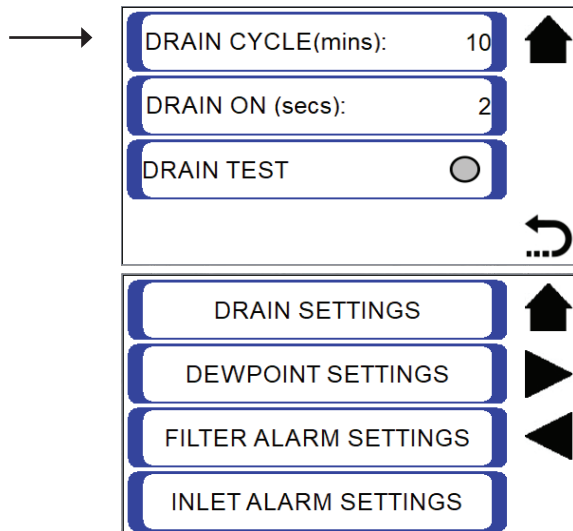 DRAIN CYCLE(mins): 10
DRAIN ON (secs): 2
DRAIN TEST
DRAIN SETTINGS
DEWPOINT SETTINGS
FILTER ALARM SETTINGS
INLET ALARM SETTINGS